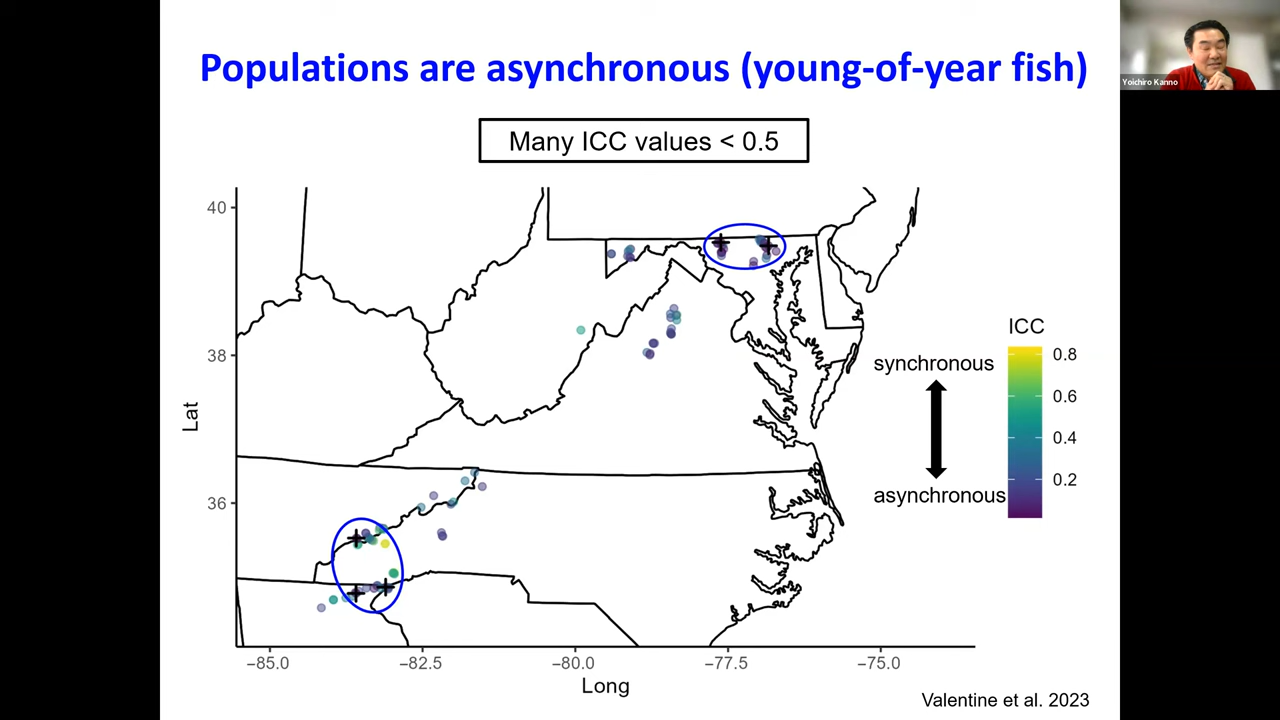 Populations are asynchronous (young-of-year fish)
Yoichiro Kanno
Many ICC values < 0.5
40
38
36
Lat
−85.0
−82.5
−80.0
−77.5
−75.0
Long
ICC
synchronous
asynchronous
0.8
0.6
0.4
0.2
Valentine et al. 2023